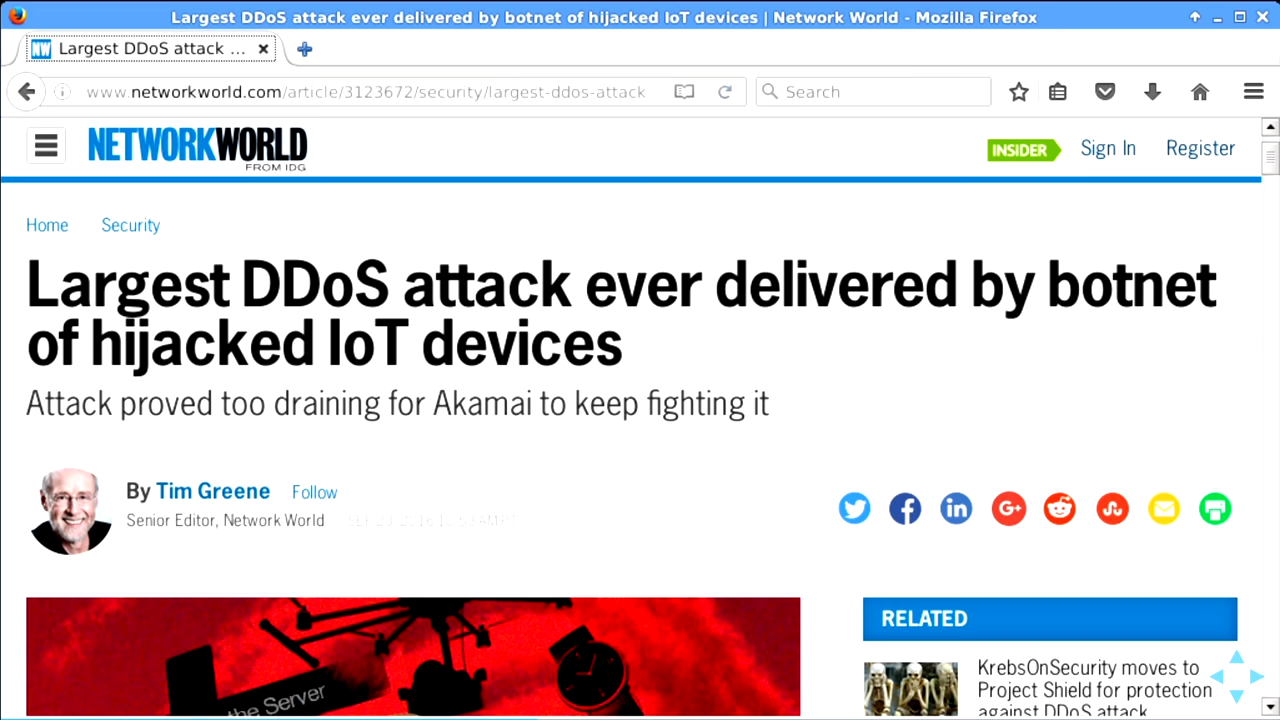 Largest DDoS attack ever delivered by botnet of hijacked IoT devices | Network World - Mozilla Firefox
NW Largest DDoS attack ...
www.networkworld.com/article/3123672/security/largest-ddos-attack
Search
NETWORKWORLD
FROM IDG
INSIDER Sign In Register
Home Security
Largest DDoS attack ever delivered by botnet
of hijacked IoT devices
Attack proved too draining for Akamai to keep fighting it
By Tim Greene Follow
Senior Editor, Network World
RELATED
the Server
KrebsOnSecurity moves to
Project Shield for protection
against DDoS attack